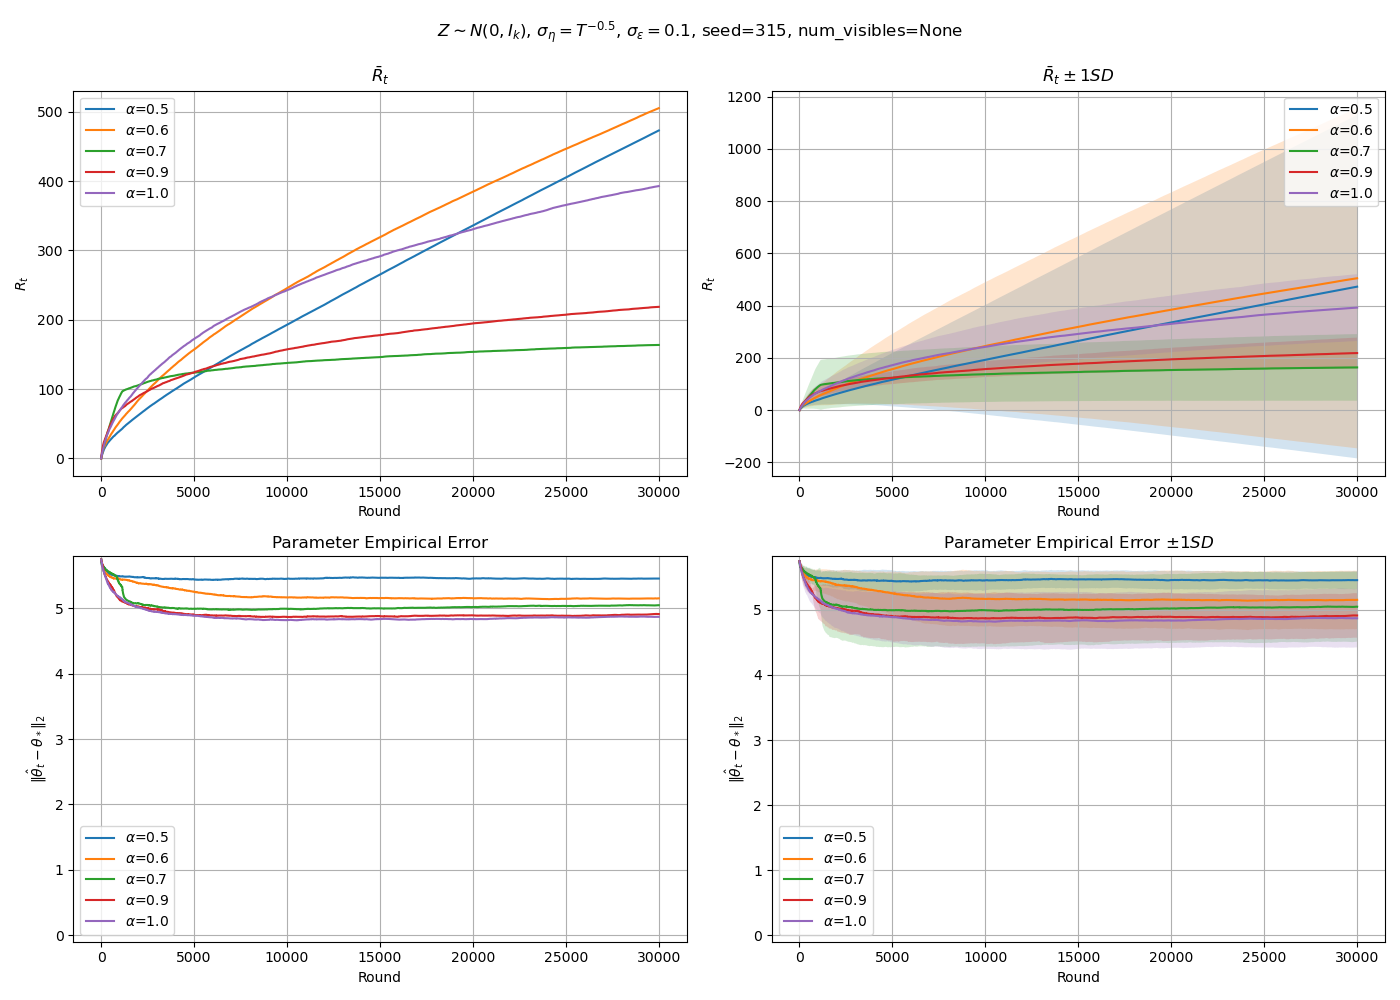 Z ~ N(0, I_k), σ_η = T^{−0.5}, σ_ε = 0.1, seed=315, num_visibles=None
R̄_t
R_t
500
400
300
200
100
0
α=0.5
α=0.6
α=0.7
α=0.9
α=1.0
0 5000 10000 15000 20000 25000 30000
Round
R̄_t ± 1SD
R_t
1200
1000
800
600
400
200
0
−200
α=0.5
α=0.6
α=0.7
α=0.9
α=1.0
0 5000 10000 15000 20000 25000 30000
Round
Parameter Empirical Error
‖θ̂_t − θ_*‖_2
5
4
3
2
1
0
α=0.5
α=0.6
α=0.7
α=0.9
α=1.0
0 5000 10000 15000 20000 25000 30000
Round
Parameter Empirical Error ±1SD
‖θ̂_t − θ_*‖_2
5
4
3
2
1
0
α=0.5
α=0.6
α=0.7
α=0.9
α=1.0
0 5000 10000 15000 20000 25000 30000
Round